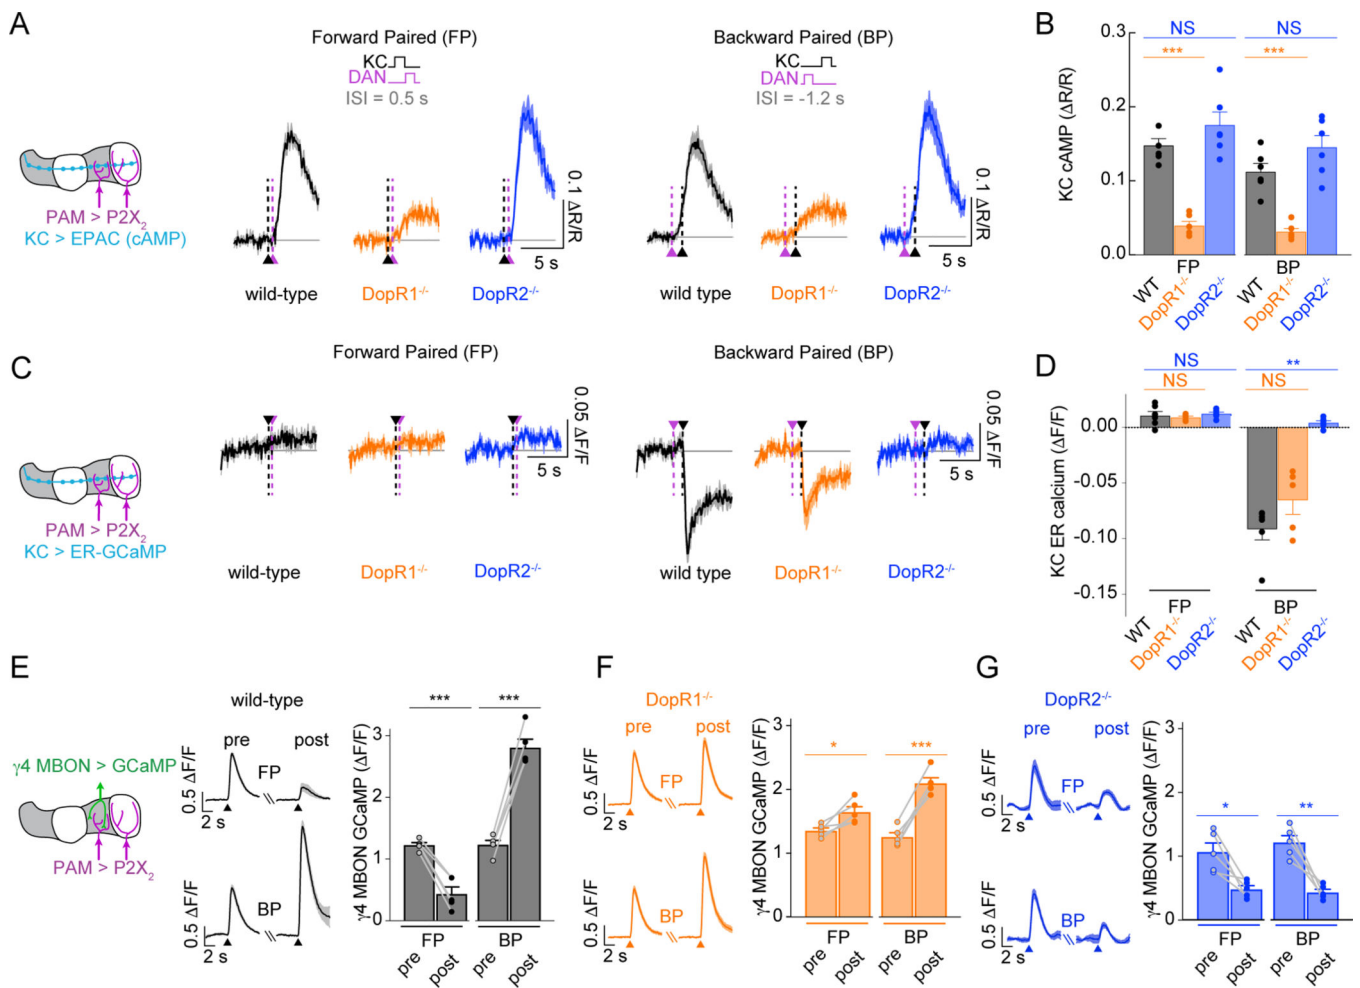 A
Forward Paired (FP)
KC
DAN
ISI = 0.5 s
Backward Paired (BP)
KC
DAN
ISI = -1.2 s
PAM > P2X2
KC > EPAC (cAMP)
0.1 ΔR/R
5 s
0.1 ΔR/R
5 s
wild-type
DopR1-/-
DopR2-/-
wild type
DopR1-/-
DopR2-/-
B
KC cAMP (ΔR/R)
0.3
0.2
0.1
0.0
NS
***
NS
***
FP
BP
WT
DopR1-/-
DopR2-/-
WT
DopR1-/-
DopR2-/-
C
Forward Paired (FP)
Backward Paired (BP)
PAM > P2X2
KC > ER-GCaMP
0.05 ΔF/F
5 s
0.05 ΔF/F
5 s
wild-type
DopR1-/-
DopR2-/-
wild type
DopR1-/-
DopR2-/-
D
KC ER calcium (ΔF/F)
0.00
-0.05
-0.10
-0.15
NS
NS
**
NS
FP
BP
WT
DopR1-/-
DopR2-/-
WT
DopR1-/-
DopR2-/-
E
γ4 MBON > GCaMP
PAM > P2X2
wild-type
pre
post
FP
0.5 ΔF/F
2 s
BP
0.5 ΔF/F
2 s
γ4 MBON GCaMP (ΔF/F)
3
2
1
0
***
***
FP
BP
pre
post
pre
post
F
DopR1-/-
pre
post
FP
0.5 ΔF/F
2 s
BP
0.5 ΔF/F
2 s
γ4 MBON GCaMP (ΔF/F)
3
2
1
0
*
***
FP
BP
pre
post
pre
post
G
DopR2-/-
pre
post
FP
0.5 ΔF/F
2 s
BP
0.5 ΔF/F
2 s
γ4 MBON GCaMP (ΔF/F)
3
2
1
0
*
**
FP
BP
pre
post
pre
post